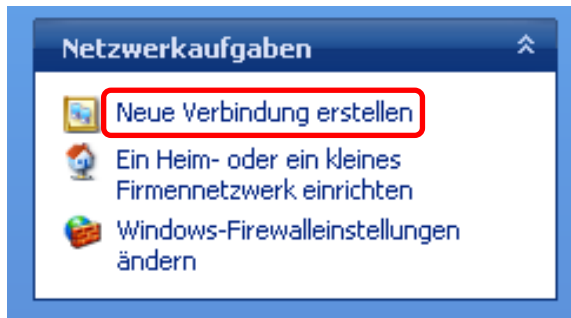 Netzwerkaufgaben
Neue Verbindung erstellen
Ein Heim- oder ein kleines
Firmennetzwerk einrichten
Windows-Firewalleinstellungen
ändern